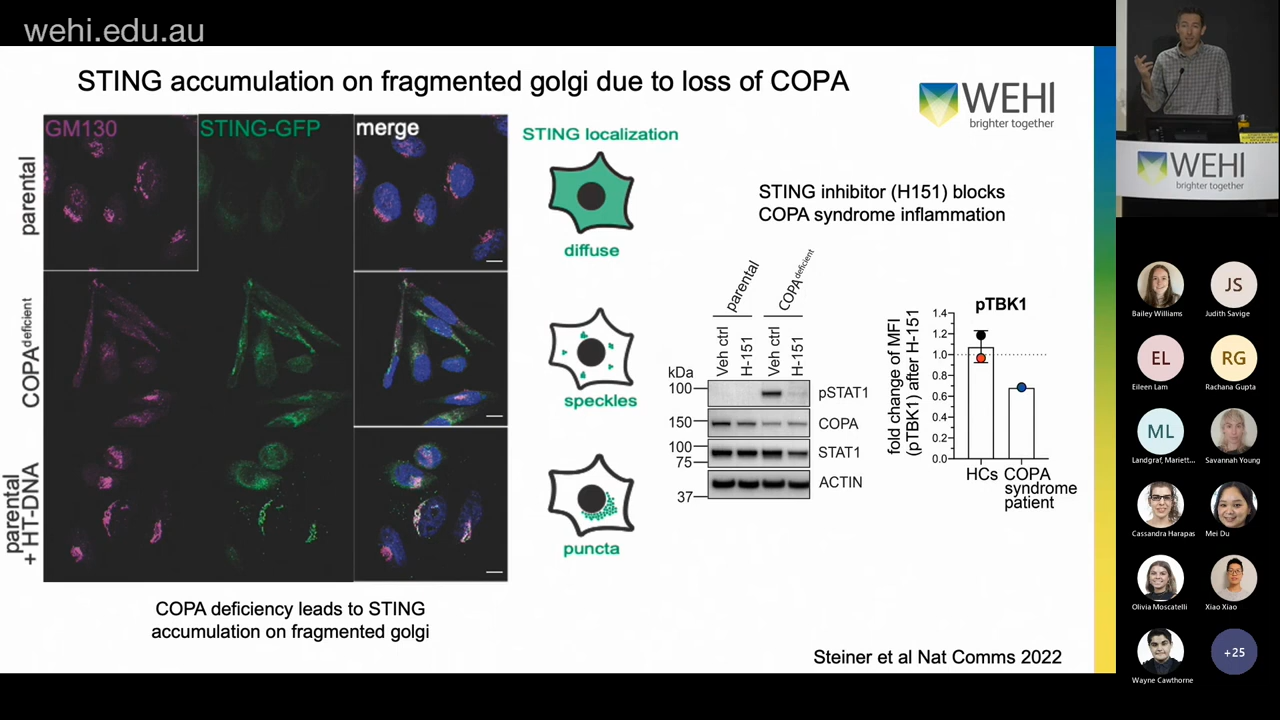 wehi.edu.au
STING accumulation on fragmented golgi due to loss of COPA
WEHI
brighter together
GM130
STING-GFP
merge
parental
COPAdeficient
parental
+ HT-DNA
STING localization
diffuse
speckles
puncta
COPA deficiency leads to STING
accumulation on fragmented golgi
STING inhibitor (H151) blocks
COPA syndrome inflammation
parental
COPAdeficient
Veh ctrl
H-151
Veh ctrl
H-151
kDa
100
pSTAT1
150
COPA
100
75
STAT1
37
ACTIN
pTBK1
fold change of MFI
(pTBK1) after H-151
1.4
1.2
1.0
0.8
0.6
0.4
0.2
0.0
HCs
COPA
syndrome
patient
Steiner et al Nat Comms 2022
WEHI
brighter together
Bailey Williams
JS
Judith Savige
EL
Eileen Lam
RG
Rachana Gupta
ML
Landgraf, Mariett...
Savannah Young
Cassandra Harapas
Mei Du
Olivia Moscatelli
Xiao Xiao
Wayne Cawthorne
+25